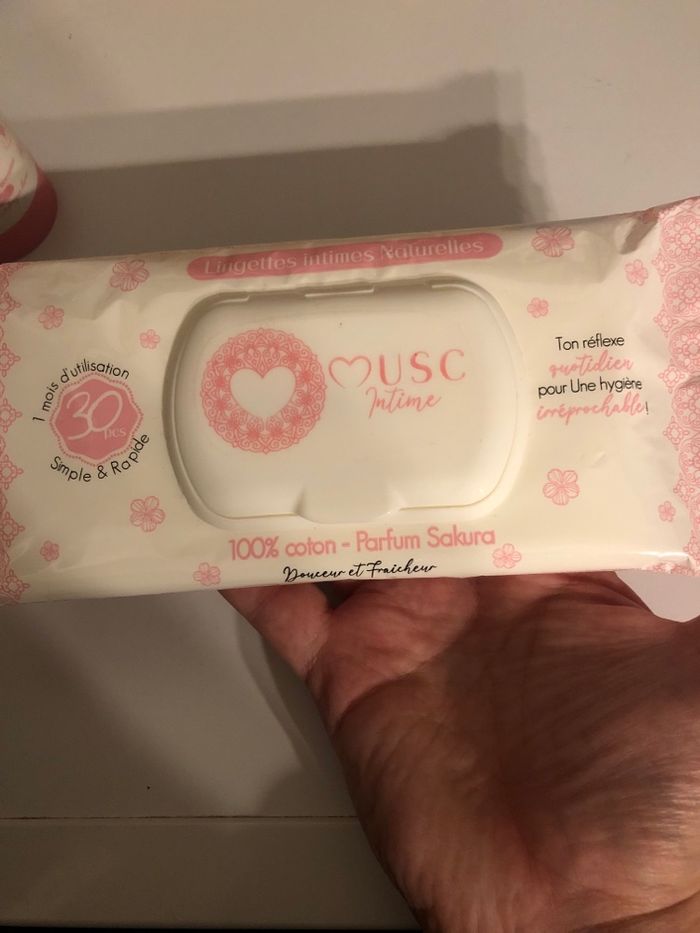 Lingettes intimes Naturelles
1 mois d'utilisation
30
pcs
Simple & Rapide
MUSC
Intime
Ton réflexe
quotidien
pour Une hygiène
irréprochable!
100% coton - Parfum Sakura
Douceur et Fraicheur